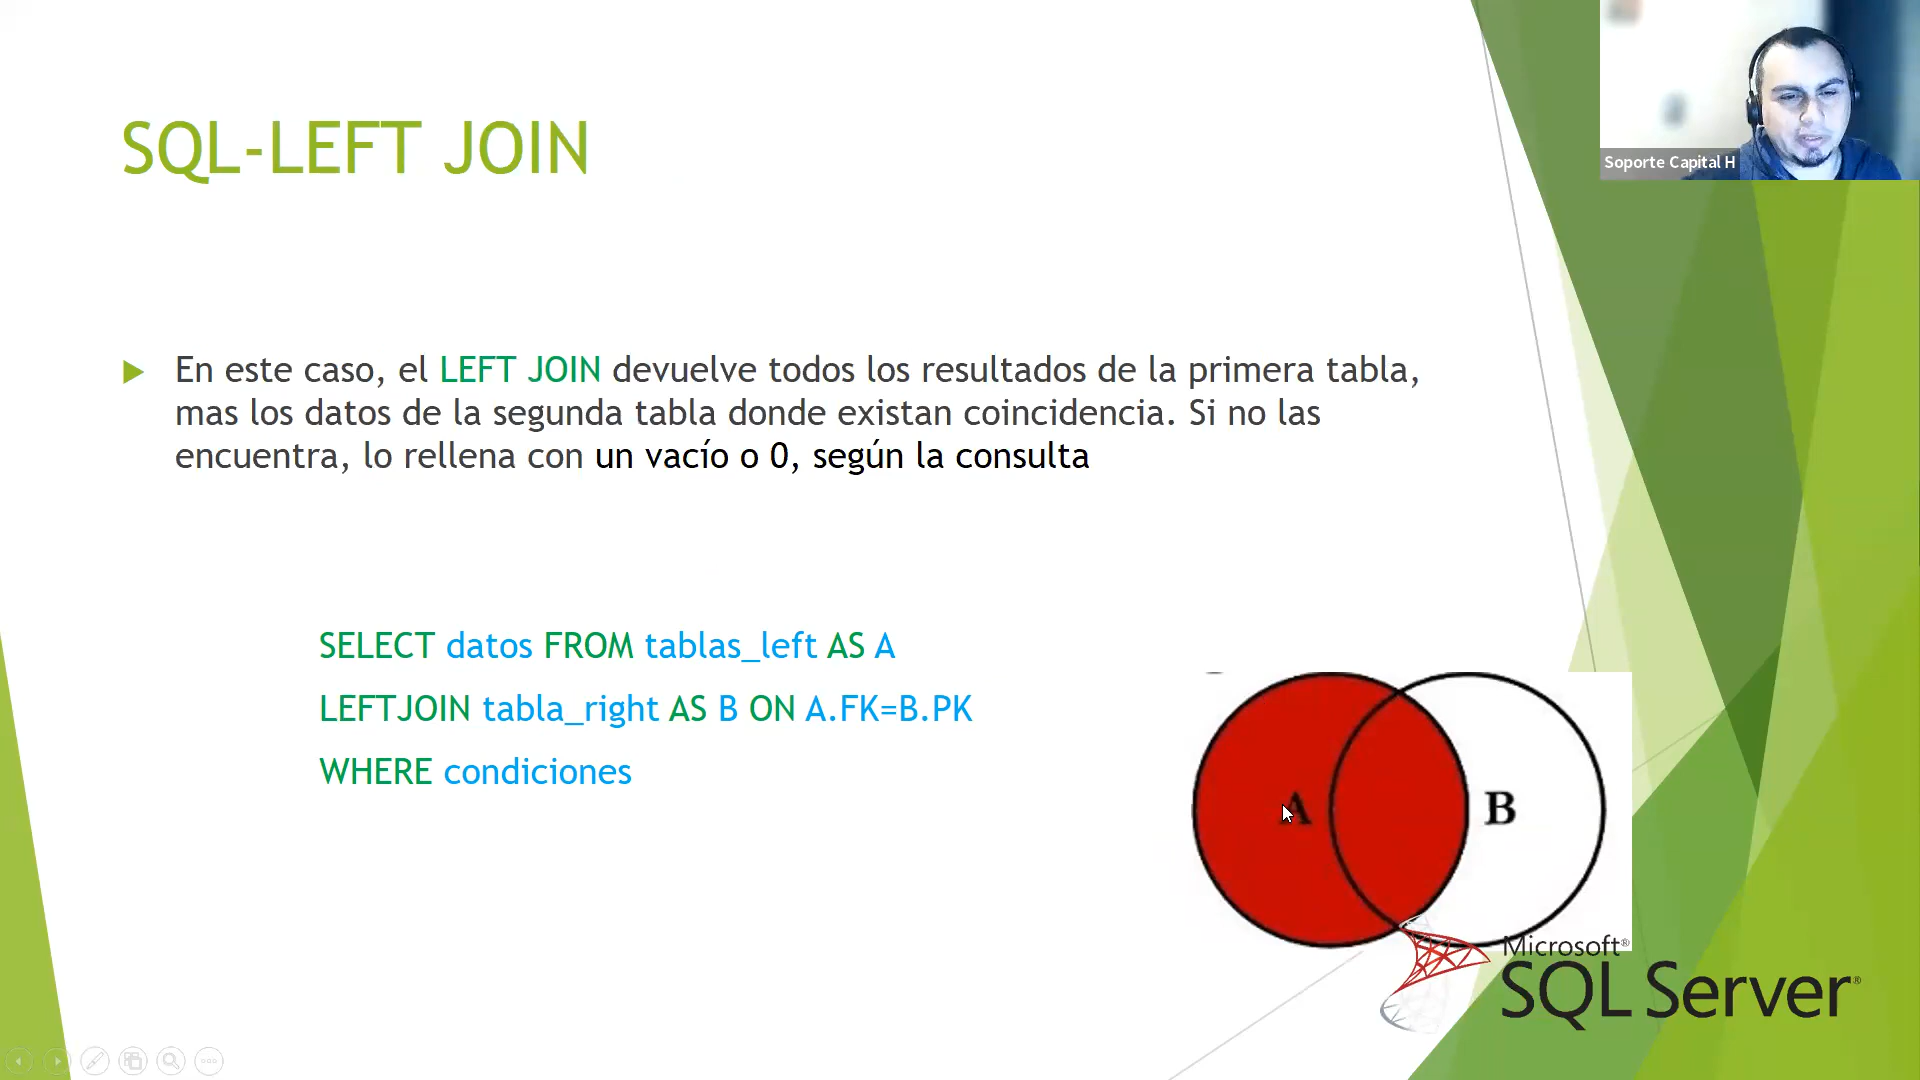 SQL-LEFT JOIN
Soporte Capital H
En este caso, el LEFT JOIN devuelve todos los resultados de la primera tabla,
mas los datos de la segunda tabla donde existan coincidencia. Si no las
encuentra, lo rellena con un vacío o 0, según la consulta
SELECT datos FROM tablas_left AS A
LEFTJOIN tabla_right AS B ON A.FK=B.PK
WHERE condiciones
A
B
Microsoft®
SQL Server®